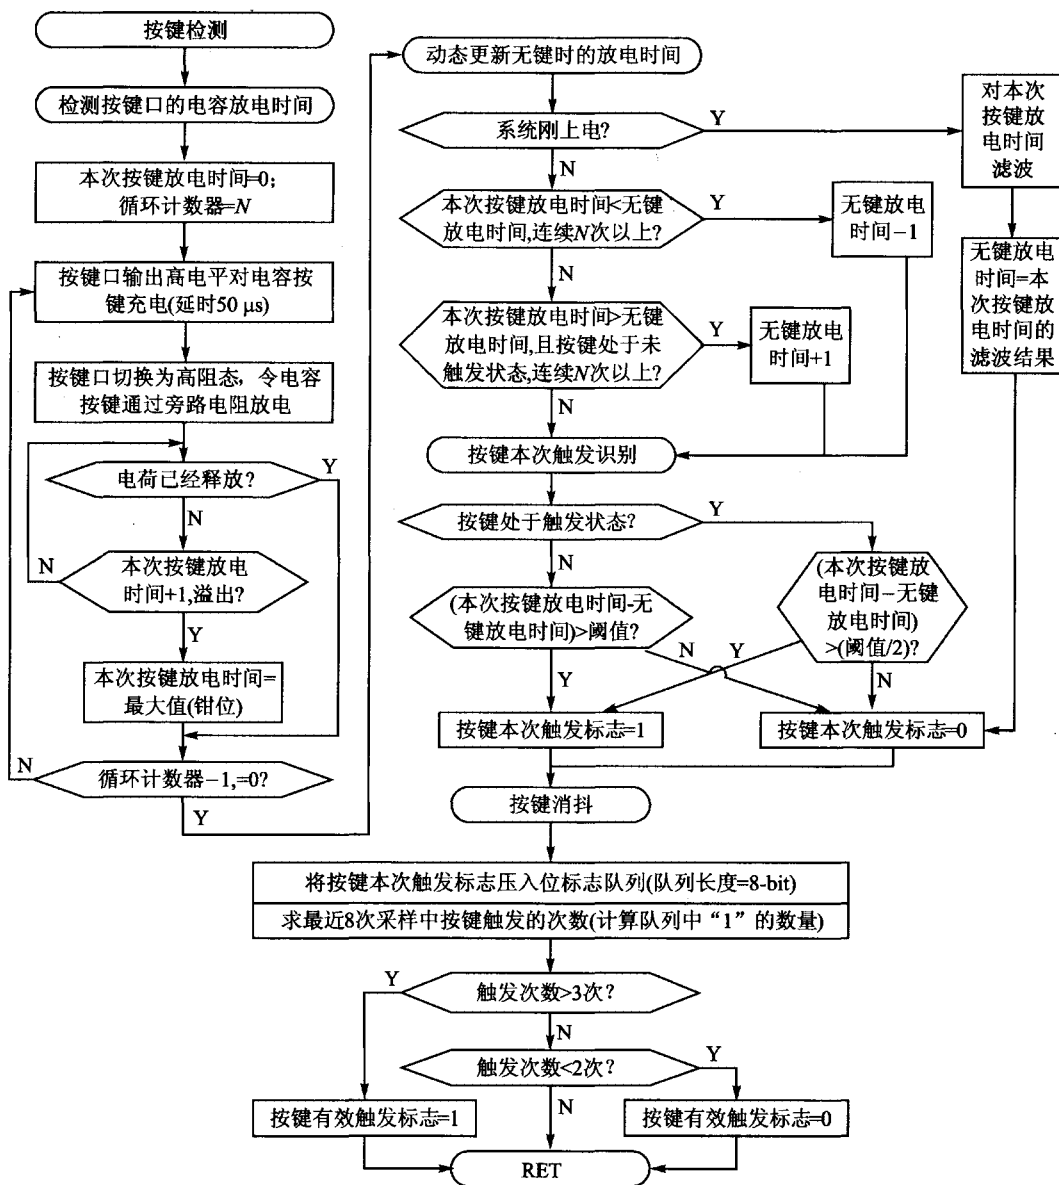 按键检测
检测按键口的电容放电时间
本次按键放电时间=0;
循环计数器=N
按键口输出高电平对电容按
键充电(延时50 μs)
按键口切换为高阻态,令电容
按键通过旁路电阻放电
电荷已经释放?
Y
N
本次按键放电
时间+1,溢出?
N
Y
本次按键放电时间=
最大值(钳位)
循环计数器-1,=0?
N
Y
动态更新无键时的放电时间
系统刚上电?
Y
N
对本次
按键放
电时间
滤波
本次按键放电时间<无键
放电时间,连续N次以上?
Y
N
无键放电
时间-1
无键放电
时间=本
次按键放
电时间的
滤波结果
本次按键放电时间>无键
放电时间,且按键处于未
触发状态,连续N次以上?
Y
N
无键放电
时间+1
按键本次触发识别
按键处于触发状态?
Y
N
(本次按键放电时间-无
键放电时间)>阈值?
N
Y
(本次按键放
电时间-无键
放电时间)
>(阈值/2)?
Y
N
按键本次触发标志=1
按键本次触发标志=0
按键消抖
将按键本次触发标志压入位标志队列(队列长度=8-bit)
求最近8次采样中按键触发的次数(计算队列中“1”的数量)
触发次数>3次?
Y
N
触发次数<2次?
Y
N
按键有效触发标志=1
按键有效触发标志=0
RET